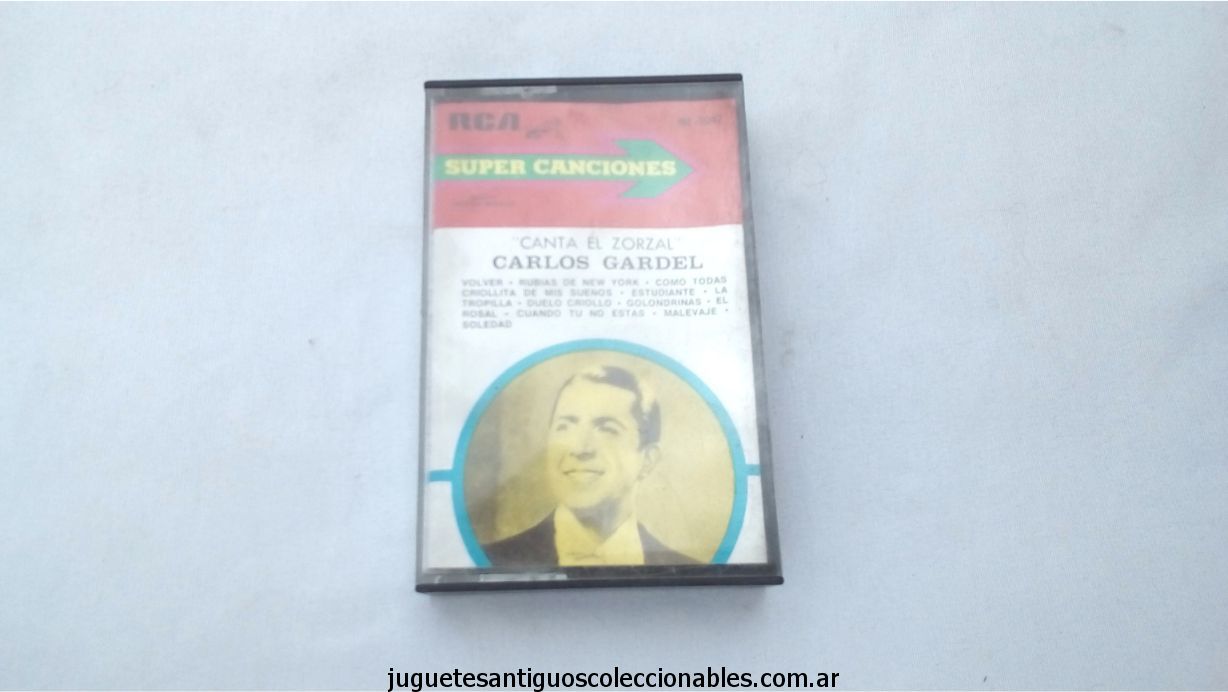 RCA
SUPER CANCIONES
"CANTA EL ZORZAL"
CARLOS GARDEL
VOLVER - RUBIAS DE NEW YORK - COMO TODAS
CRIOLLITA DE MIS SUEÑOS - ESTUDIANTE - LA
TROPILLA - DUELO CRIOLLO - GOLONDRINAS - EL
ROSAL - CUANDO TU NO ESTAS - MALEVAJE -
SOLEDAD
juguetesantiguoscoleccionables.com.ar